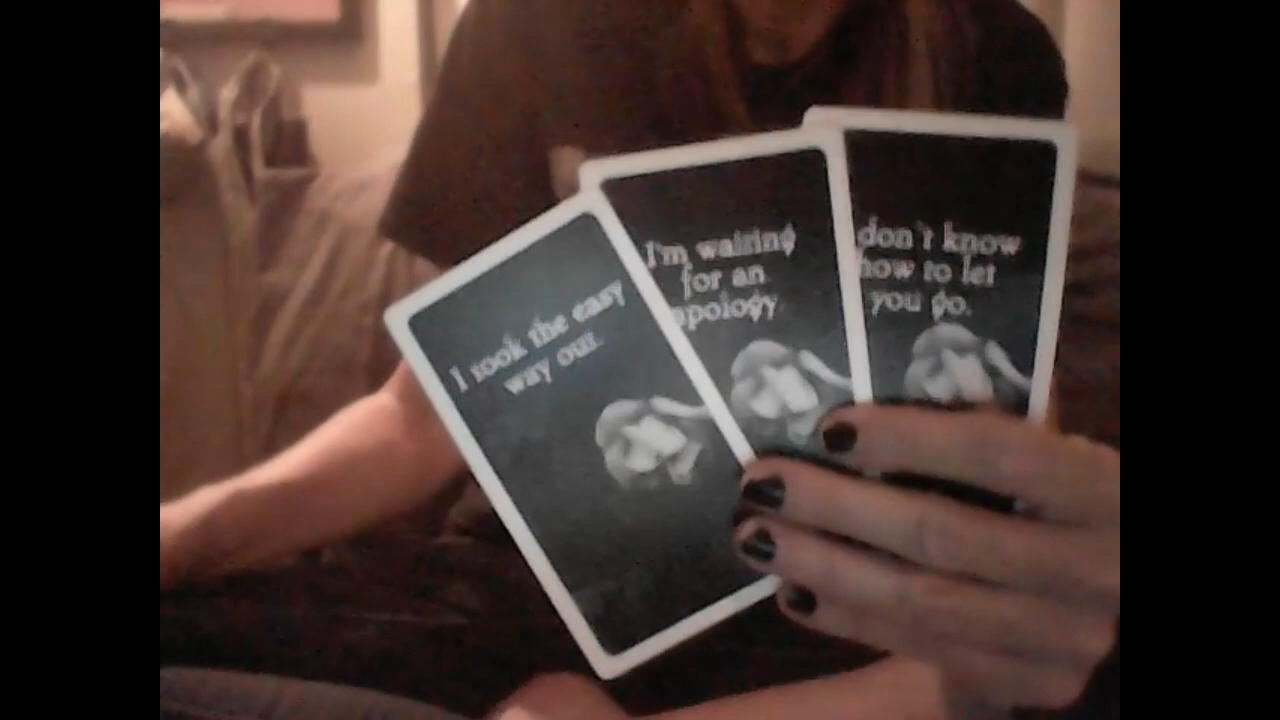 I took the easy
way out.
I'm waiting
for an
apology.
don't know
how to let
you go.